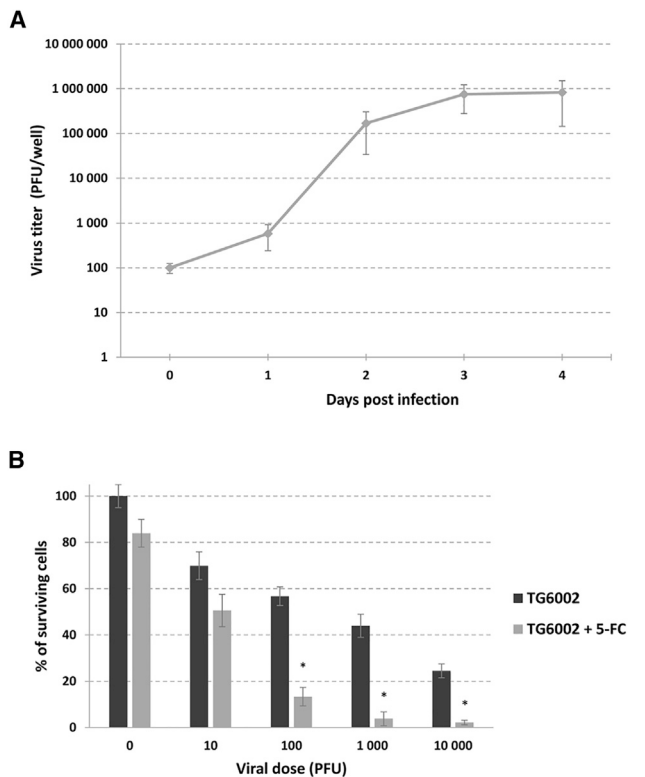 A
10 000 000
1 000 000
100 000
10 000
1 000
100
10
1
Virus titer (PFU/well)
0 1 2 3 4
Days post infection
B
100
80
60
40
20
0
% of surviving cells
* * *
0 10 100 1 000 10 000
Viral dose (PFU)
TG6002
TG6002 + 5-FC